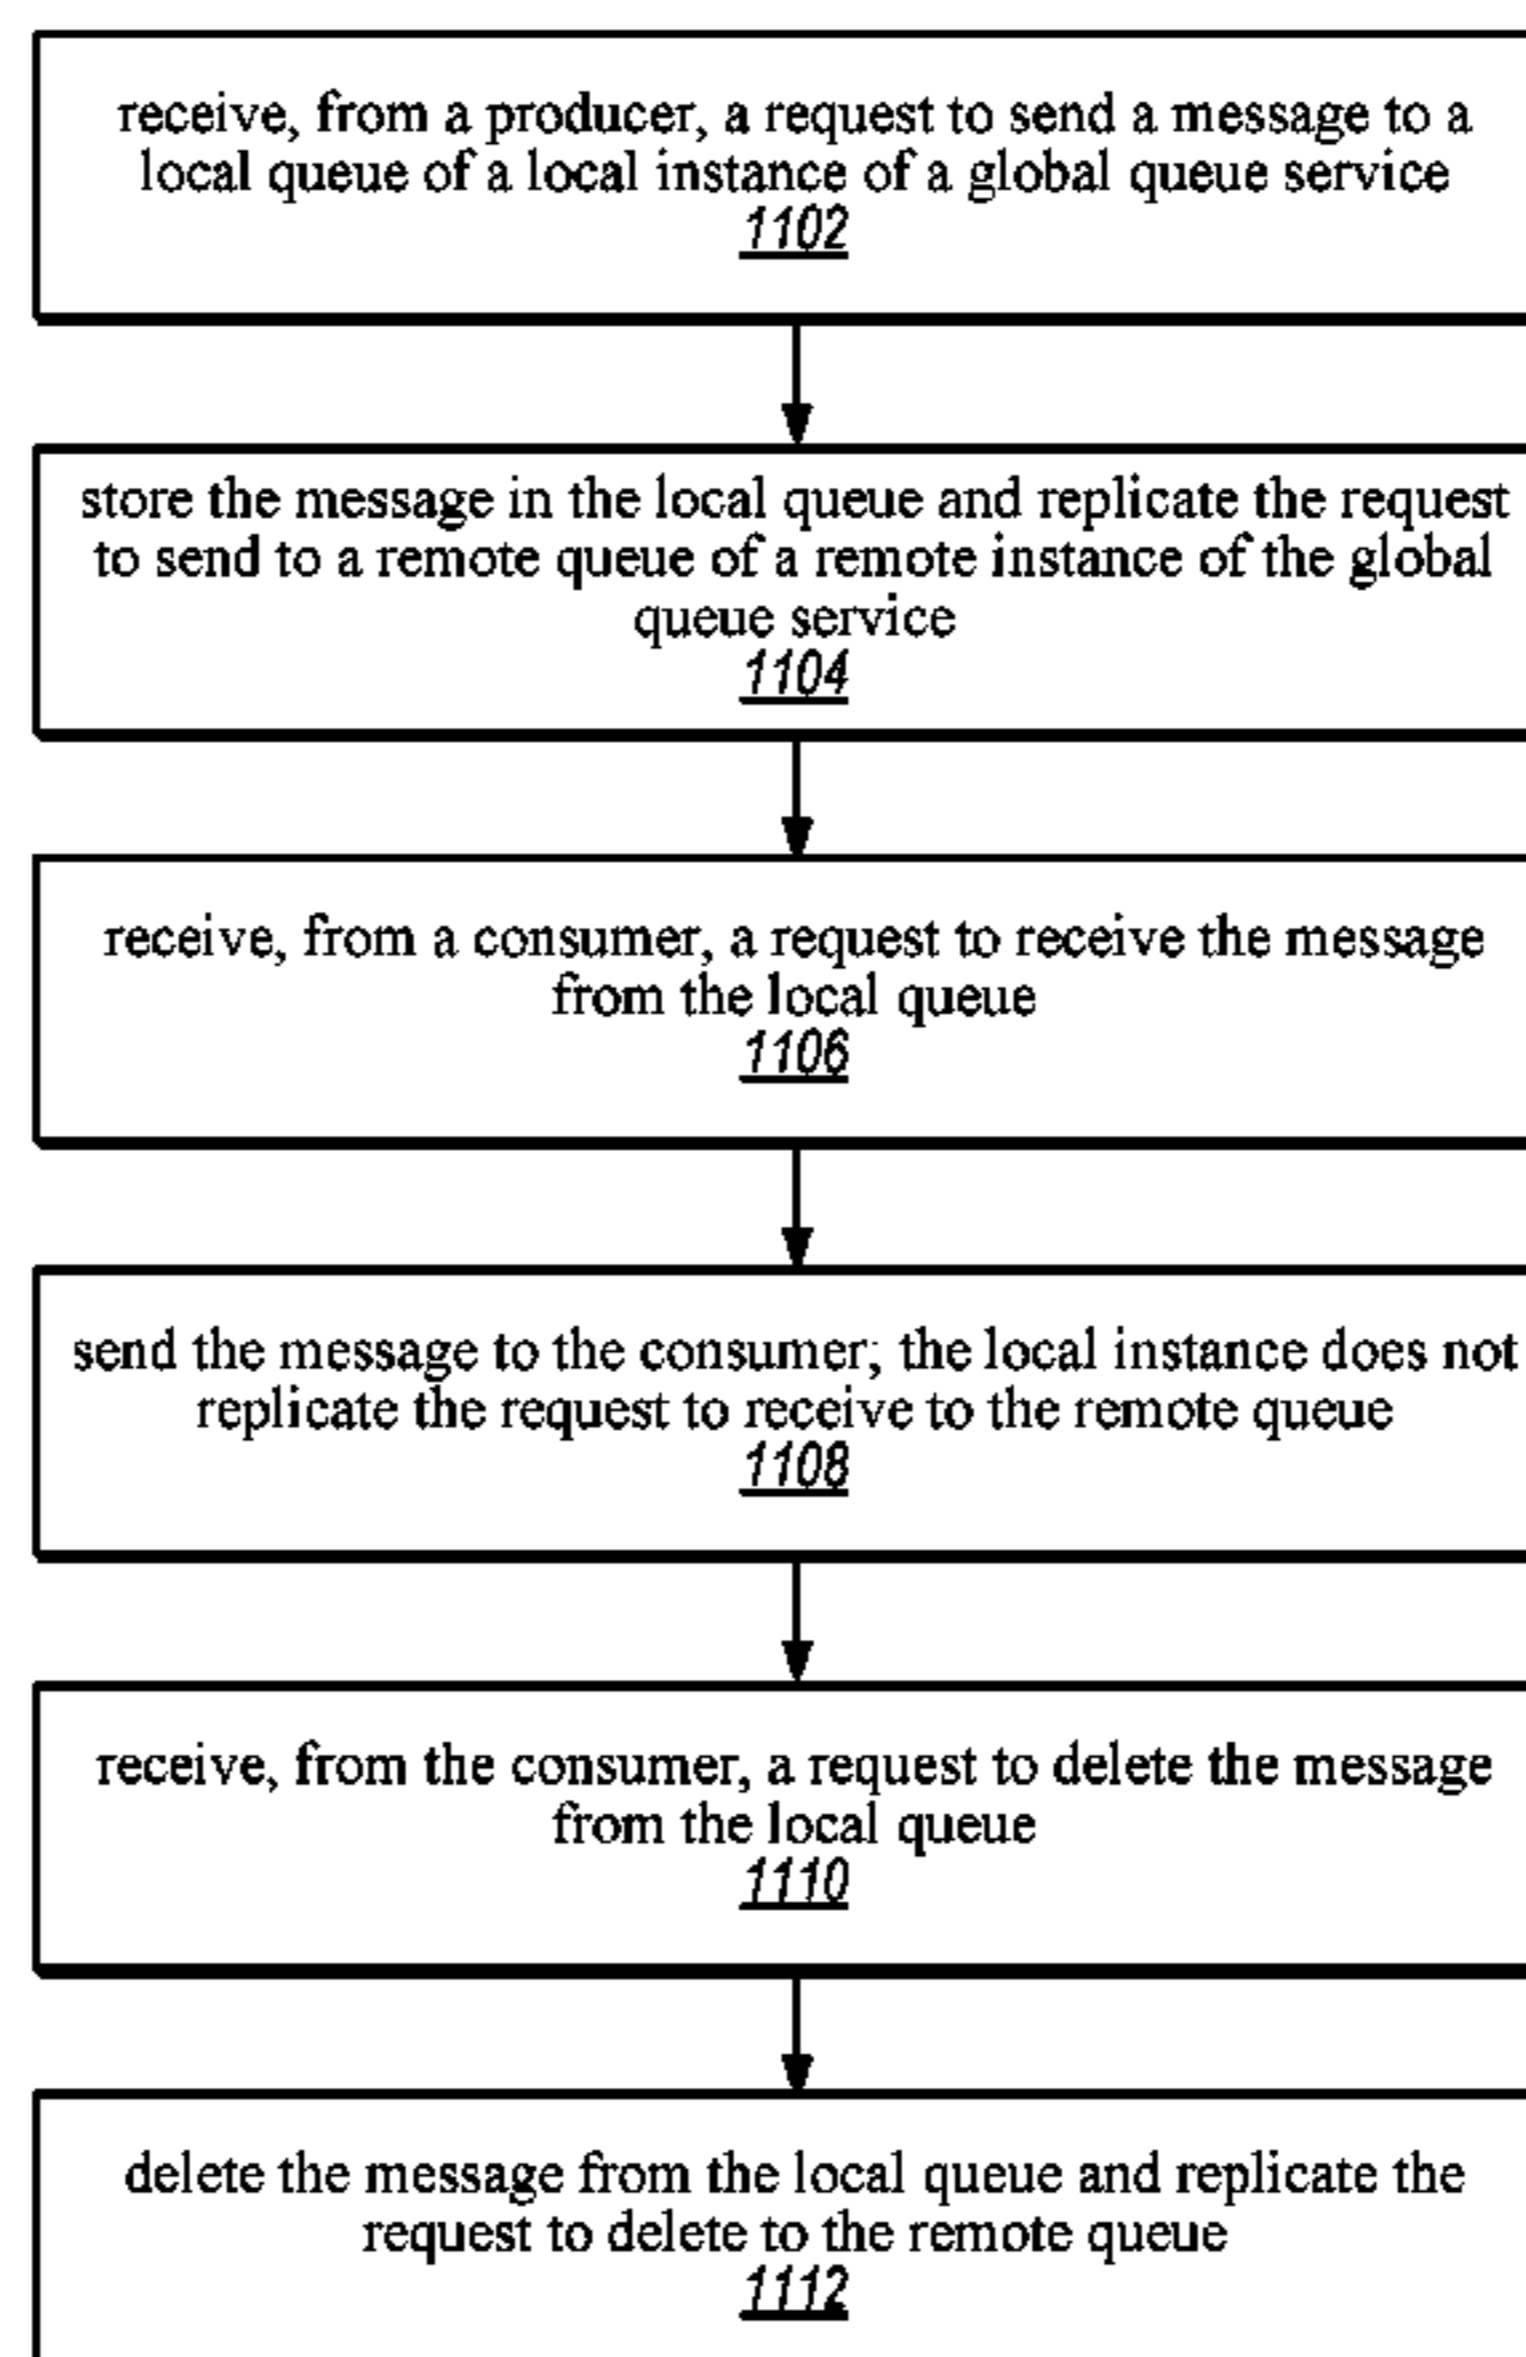 receive, from a producer, a request to send a message to a
local queue of a local instance of a global queue service
1102
store the message in the local queue and replicate the request
to send to a remote queue of a remote instance of the global
queue service
1104
receive, from a consumer, a request to receive the message
from the local queue
1106
send the message to the consumer; the local instance does not
replicate the request to receive to the remote queue
1108
receive, from the consumer, a request to delete the message
from the local queue
1110
delete the message from the local queue and replicate the
request to delete to the remote queue
1112